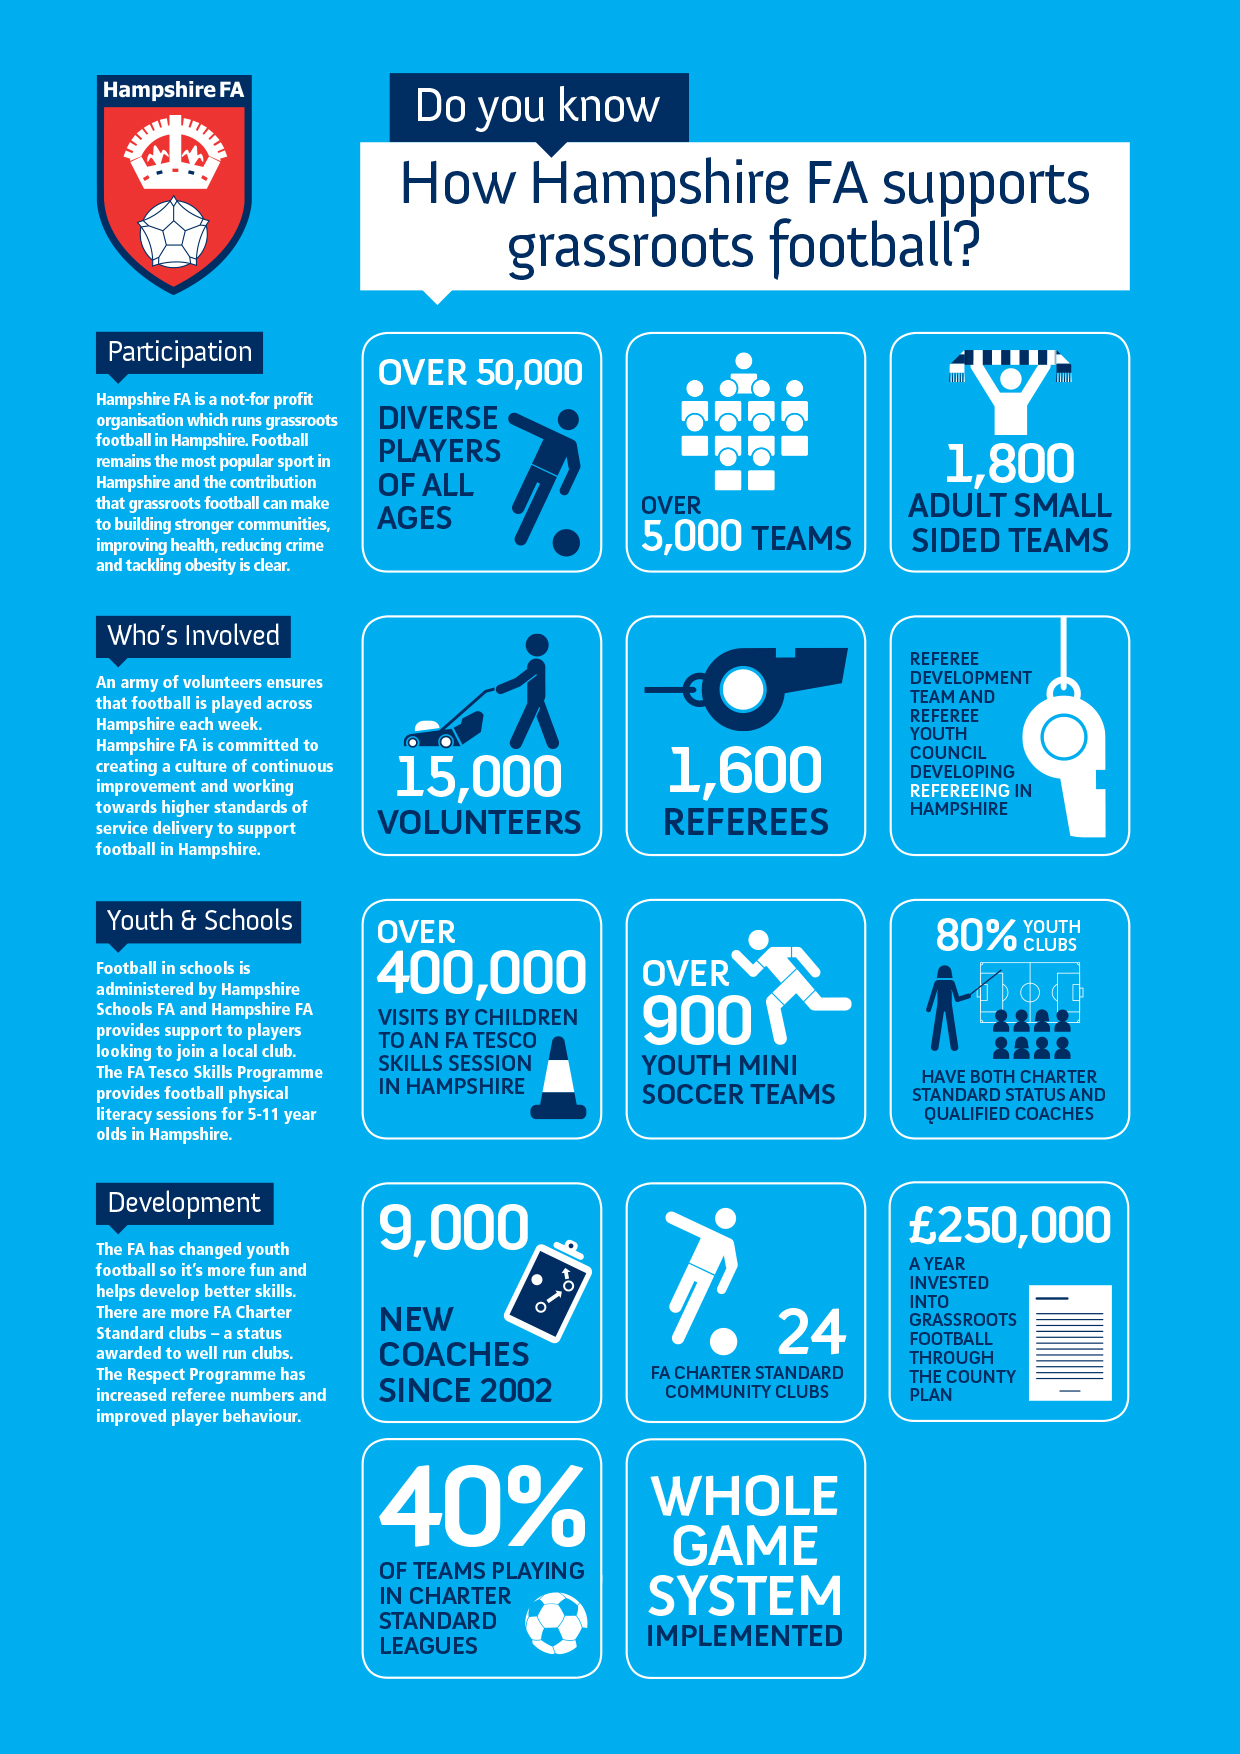 Hampshire FA
Do you know
How Hampshire FA supports
grassroots football?
Participation
Hampshire FA is a not-for profit
organisation which runs grassroots
football in Hampshire. Football
remains the most popular sport in
Hampshire and the contribution
that grassroots football can make
to building stronger communities,
improving health, reducing crime
and tackling obesity is clear.
OVER 50,000
DIVERSE
PLAYERS
OF ALL
AGES
OVER
5,000 TEAMS
1,800
ADULT SMALL
SIDED TEAMS
Who's Involved
An army of volunteers ensures
that football is played across
Hampshire each week.
Hampshire FA is committed to
creating a culture of continuous
improvement and working
towards higher standards of
service delivery to support
football in Hampshire.
15,000
VOLUNTEERS
1,600
REFEREES
REFEREE
DEVELOPMENT
TEAM AND
REFEREE
YOUTH
COUNCIL
DEVELOPING
REFEREEING IN
HAMPSHIRE
Youth & Schools
Football in schools is
administered by Hampshire
Schools FA and Hampshire FA
provides support to players
looking to join a local club.
The FA Tesco Skills Programme
provides football physical
literacy sessions for 5-11 year
olds in Hampshire.
OVER
400,000
VISITS BY CHILDREN
TO AN FA TESCO
SKILLS SESSION
IN HAMPSHIRE
OVER
900
YOUTH MINI
SOCCER TEAMS
80% YOUTH
CLUBS
HAVE BOTH CHARTER
STANDARD STATUS AND
QUALIFIED COACHES
Development
The FA has changed youth
football so it's more fun and
helps develop better skills.
There are more FA Charter
Standard clubs – a status
awarded to well run clubs.
The Respect Programme has
increased referee numbers and
improved player behaviour.
9,000
NEW
COACHES
SINCE 2002
24
FA CHARTER STANDARD
COMMUNITY CLUBS
£250,000
A YEAR
INVESTED
INTO
GRASSROOTS
FOOTBALL
THROUGH
THE COUNTY
PLAN
40%
OF TEAMS PLAYING
IN CHARTER
STANDARD
LEAGUES
WHOLE
GAME
SYSTEM
IMPLEMENTED